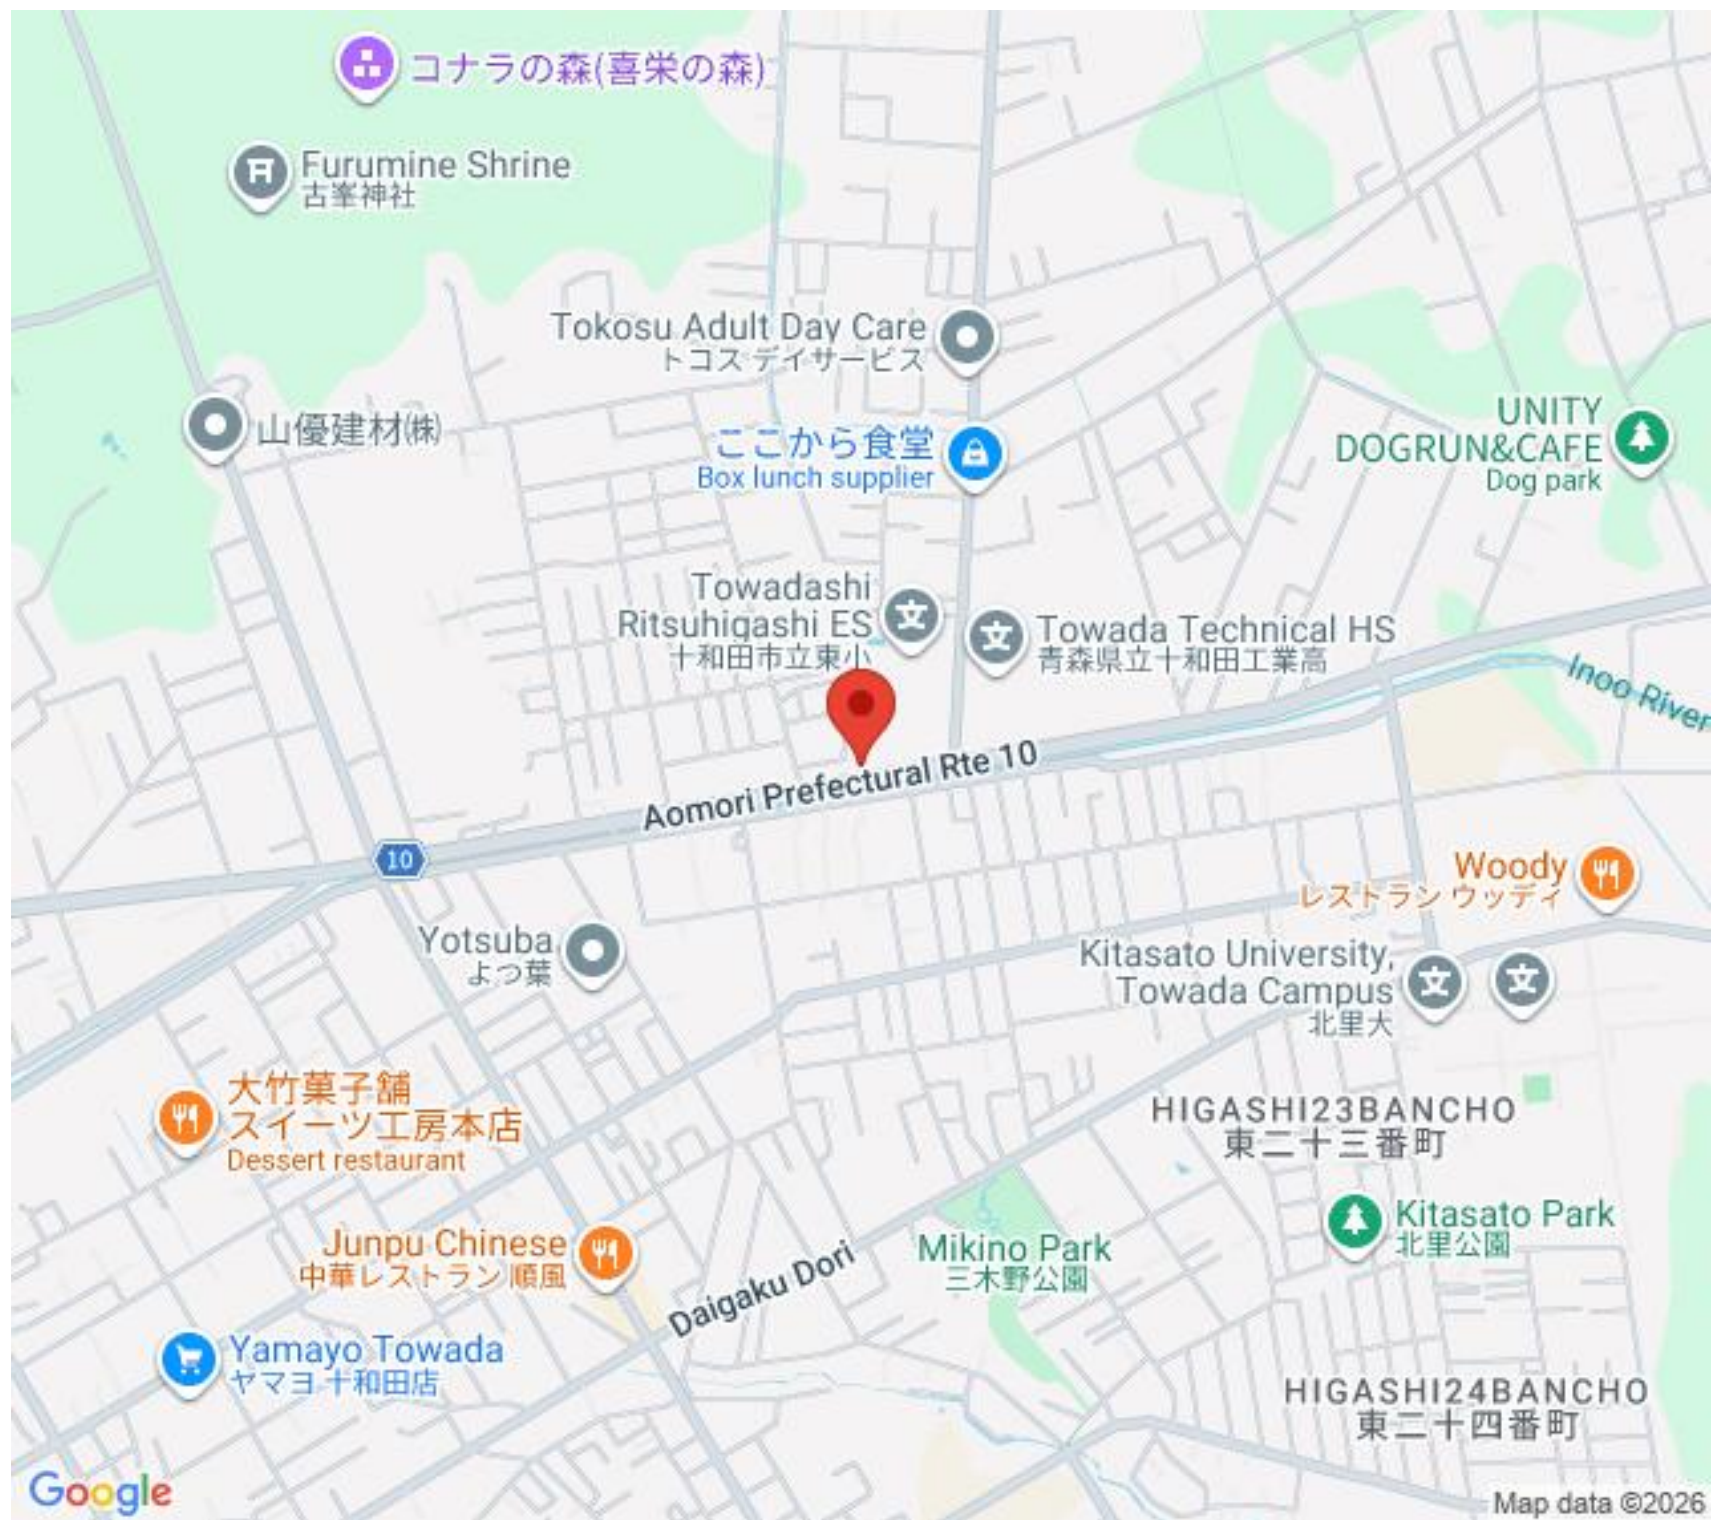 コナラの森(喜栄の森)
Furumine Shrine
古峯神社
Tokosu Adult Day Care
トコス デイサービス
山優建材㈱
UNITY
DOGRUN&CAFE
Dog park
ここから食堂
Box lunch supplier
Towadashi
Ritsuhigashi ES
十和田市立東小
Towada Technical HS
青森県立十和田工業高
Inoo River
Aomori Prefectural Rte 10
10
Woody
レストラン ウッディ
Yotsuba
よつ葉
Kitasato University,
Towada Campus
北里大
大竹菓子舗
スイーツ工房本店
Dessert restaurant
HIGASHI23BANCHO
東二十三番町
Kitasato Park
北里公園
Junpu Chinese
中華レストラン 順風
Mikino Park
三木野公園
Daigaku Dori
Yamayo Towada
ヤマヨ 十和田店
HIGASHI24BANCHO
東二十四番町
Google
Map data ©2026